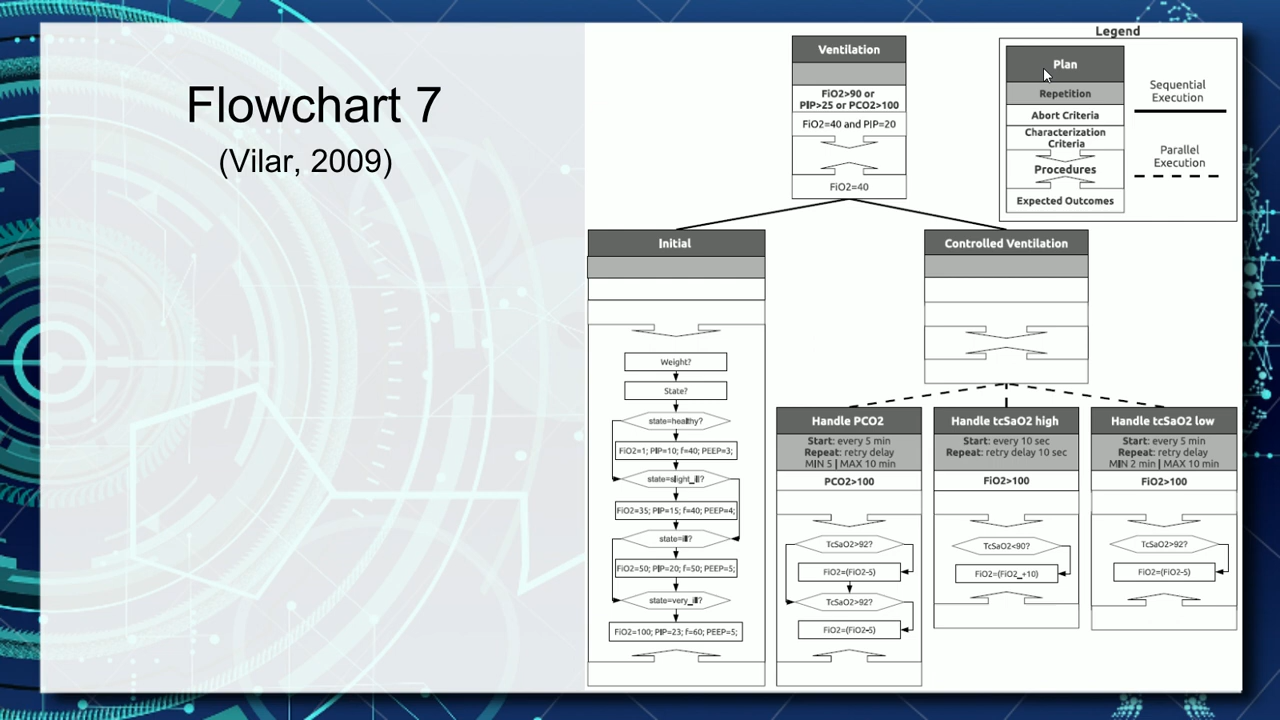 Flowchart 7
(Vilar, 2009)
Ventilation
FiO2>90 or
PIP>25 or PCO2>100
FiO2=40 and PIP=20
FiO2=40
Legend
Plan
Repetition
Abort Criteria
Characterization
Criteria
Procedures
Expected Outcomes
Sequential
Execution
Parallel
Execution
Initial
Weight?
State?
state=healthy?
FiO2=1; PIP=10; f=40; PEEP=3;
state=slight_ill?
FiO2=35; PIP=15; f=40; PEEP=4;
state=ill?
FiO2=50; PIP=20; f=50; PEEP=5;
state=very_ill?
FiO2=100; PIP=23; f=60; PEEP=5;
Controlled Ventilation
Handle PCO2
Start: every 5 min
Repeat: retry delay
MIN 5 | MAX 10 min
PCO2>100
TcSaO2>92?
FiO2=(FiO2-5)
TcSaO2>92?
FiO2=(FiO2-5)
Handle tcSaO2 high
Start: every 10 sec
Repeat: retry delay 10 sec
FiO2>100
TcSaO2<90?
FiO2=(FiO2_+10)
Handle tcSaO2 low
Start: every 5 min
Repeat: retry delay
MIN 2 min | MAX 10 min
FiO2>100
TcSaO2>92?
FiO2=(FiO2-5)